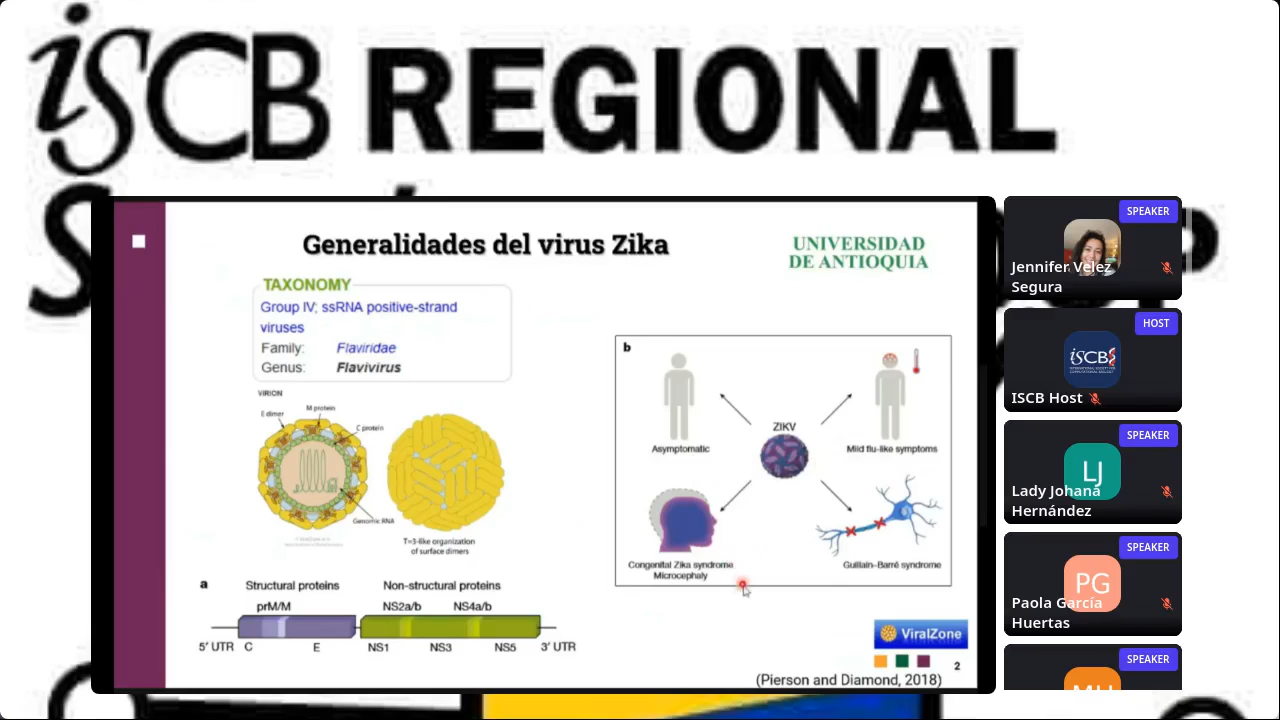 iSCB REGIONAL
Generalidades del virus Zika
UNIVERSIDAD
DE ANTIOQUIA
TAXONOMY
Group IV; ssRNA positive-strand
viruses
Family: Flaviridae
Genus: Flavivirus
VIRION
E dimer
M protein
C protein
Genomic RNA
T=3-like organization
of surface dimers
b
ZIKV
Asymptomatic
Mild flu-like symptoms
Congenital Zika syndrome
Microcephaly
Guillain–Barré syndrome
a
Structural proteins
Non-structural proteins
prM/M
NS2a/b
NS4a/b
5′ UTR
C
E
NS1
NS3
NS5
3′ UTR
ViralZone
2
(Pierson and Diamond, 2018)
SPEAKER
Jennifer Velez
Segura
HOST
iSCB
ISCB Host
SPEAKER
LJ
Lady Johana
Hernández
SPEAKER
PG
Paola García
Huertas
SPEAKER